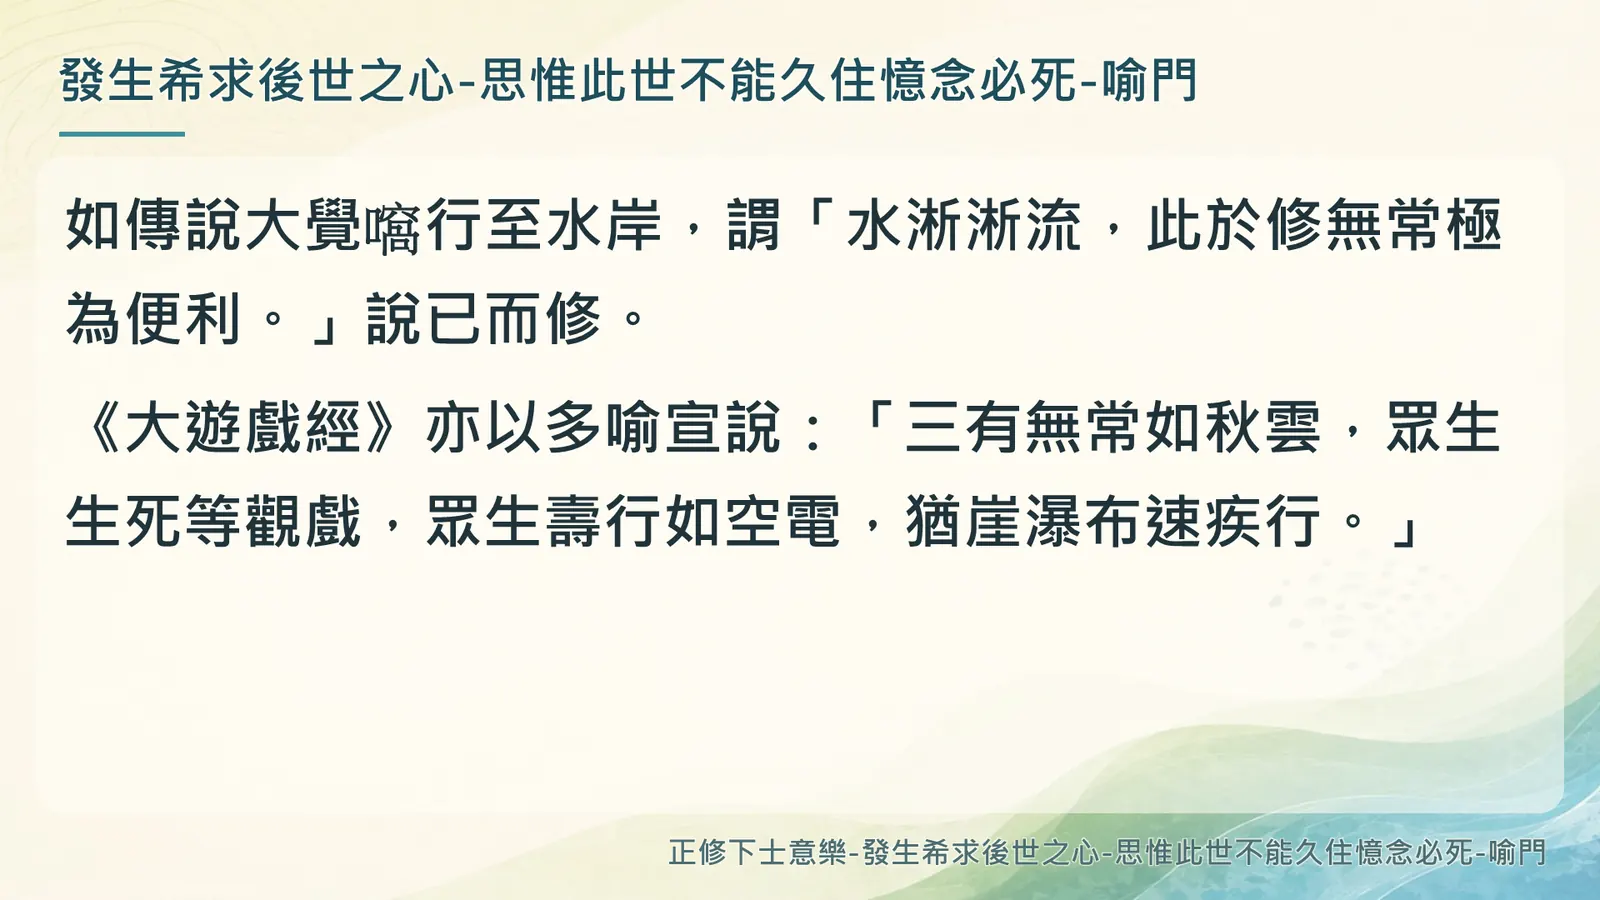 發生希求後世之心-思惟此世不能久住憶念必死-喻門
如傳說大覺㗭行至水岸，謂「水淅淅流，此於修無常極
為便利。」說已而修。
《大遊戲經》亦以多喻宣說：「三有無常如秋雲，眾生
生死等觀戲，眾生壽行如空電，猶崖瀑布速疾行。」
正修下士意樂-發生希求後世之心-思惟此世不能久住憶念必死-喻門